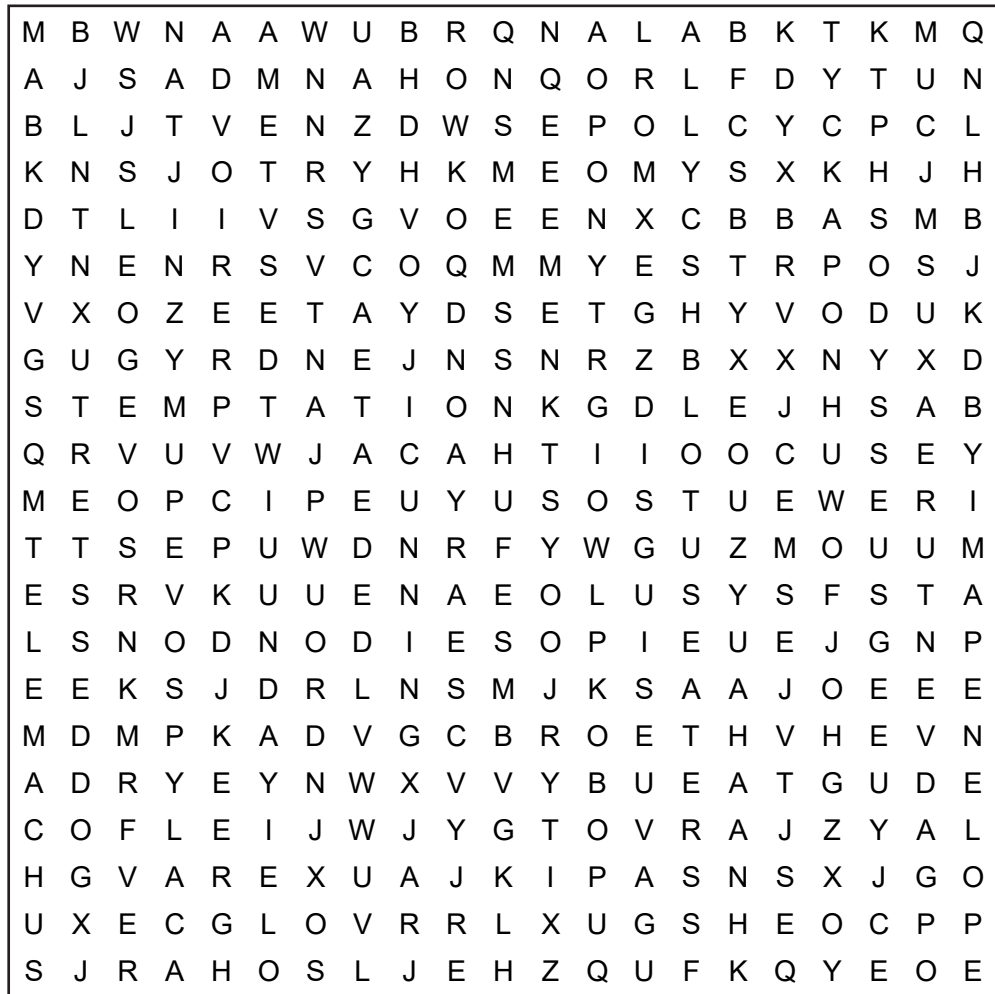 M B W N A A W U B R Q N A L A B K T K M Q
A J S A D M N A H O N Q O R L F D Y T U N
B L J T V E N Z D W S E P O L C Y C P C L
K N S J O T R Y H K M E O M Y S X K H J H
D T L I I V S G V O E E N X C B B A S M B
Y N E N R S V C O Q M M Y E S T R P O S J
V X O Z E E T A Y D S E T G H Y V O D U K
G U G Y R D N E J N S N R Z B X X N Y X D
S T E M P T A T I O N K G D L E J H S A B
Q R V U V W J A C A H T I I O O C U S E Y
M E O P C I P E U Y U S O S T U E W E R I
T T S E P U W D N R F Y W G U Z M O U U M
E S R V K U U E N A E O L U S Y S F S T A
L S N O D N O D I E S O P I E U E J G N P
E E K S J D R L N S M J K S A A J O E E E
M D M P K A D V G C B R O E T H V H E V N
A D R Y E Y N W X V V Y B U E A T G U D E
C O F L E I J W J Y G T O V R A J Z Y A L
H G V A R E X U A J K I P A S N S X J G O
U X E C G L O V R R L X U G S H E O C P P
S J R A H O S L J E H Z Q U F K Q Y E O E